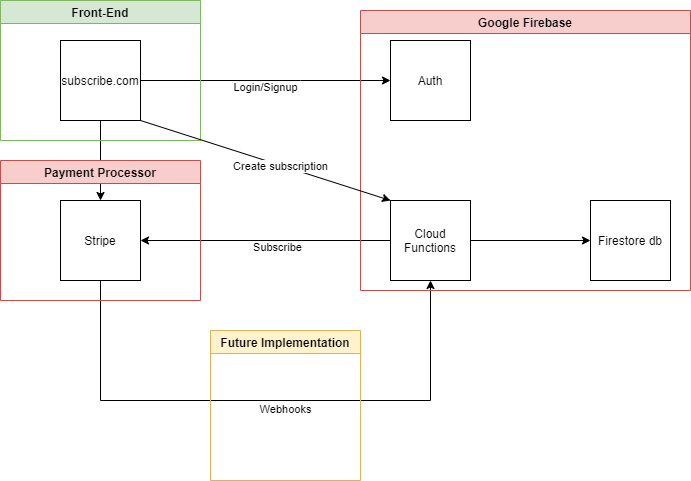 Front-End
Google Firebase
subscribe.com
Auth
Login/Signup
Create subscription
Payment Processor
Stripe
Subscribe
Cloud
Functions
Firestore db
Future Implementation
Webhooks